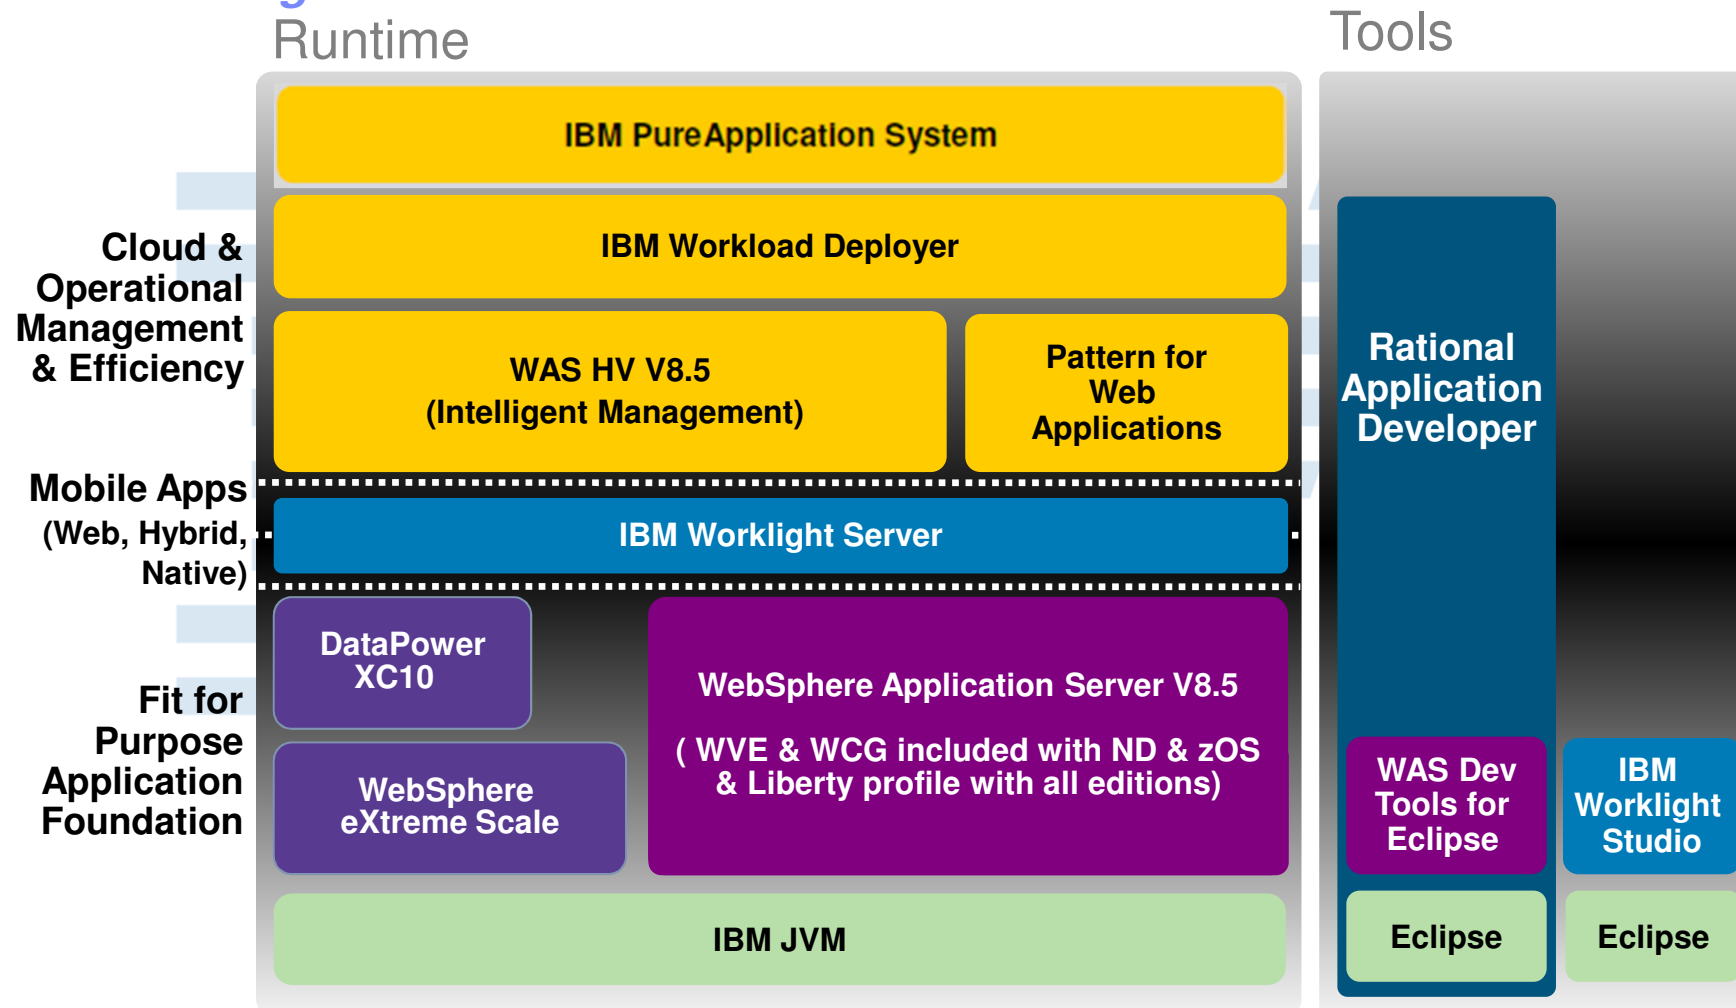 Runtime
Tools
IBM PureApplication System
IBM Workload Deployer
Cloud &
Operational
Management
& Efficiency
WAS HV V8.5
(Intelligent Management)
Pattern for
Web
Applications
Rational
Application
Developer
Mobile Apps
(Web, Hybrid,
Native)
IBM Worklight Server
Fit for
Purpose
Application
Foundation
DataPower
XC10
WebSphere
eXtreme Scale
WebSphere Application Server V8.5
( WVE & WCG included with ND & zOS
& Liberty profile with all editions)
WAS Dev
Tools for
Eclipse
IBM
Worklight
Studio
IBM JVM
Eclipse
Eclipse